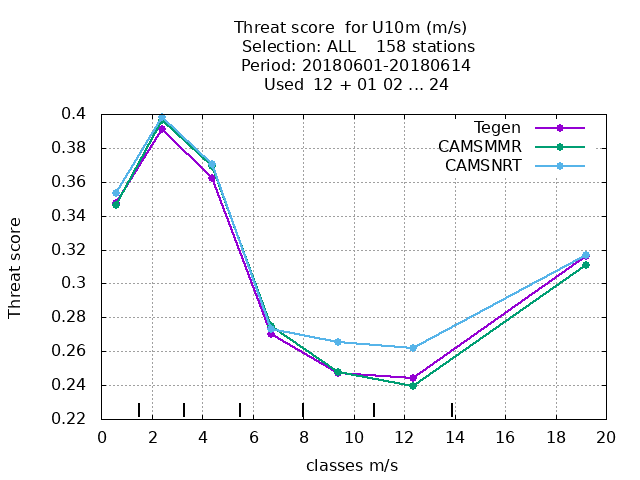 Threat score  for U10m (m/s)
Selection: ALL    158 stations
Period: 20180601-20180614
Used  12 + 01 02 ... 24
Tegen
CAMSMMR
CAMSNRT
Threat score
0.4
0.38
0.36
0.34
0.32
0.3
0.28
0.26
0.24
0.22
0 2 4 6 8 10 12 14 16 18 20
classes m/s